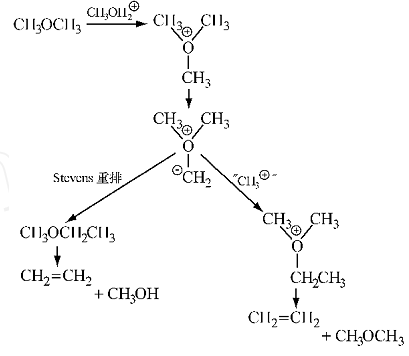 CH3OCH3
CH3OH2⊕
CH3 CH3
⊕
O
CH3
CH3 CH3
⊕
O
⊖
CH2
Stevens 重排
"CH3⊕"
CH3OCH2CH3
CH2=CH2
+ CH3OH
CH3 CH3
⊕
O
CH2CH3
CH2=CH2
+ CH3OCH3